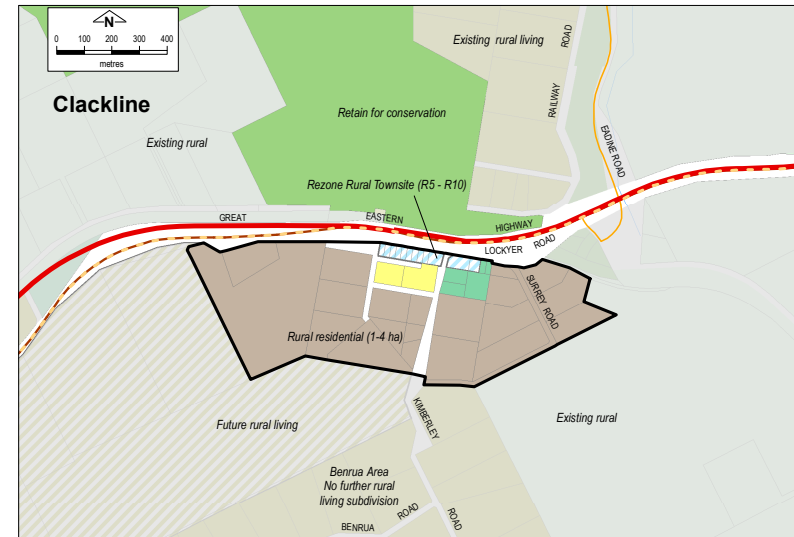 N
0 100 200 300 400
metres
Clackline
Existing rural living
ROAD
RAILWAY
Retain for conservation
EADINE ROAD
Existing rural
Rezone Rural Townsite (R5 - R10)
GREAT EASTERN HIGHWAY
LOCKYER ROAD
SURREY ROAD
Rural residential (1-4 ha)
Future rural living
KIMBERLEY
Existing rural
Benrua Area
No further rural
living subdivision
BENRUA ROAD
ROAD